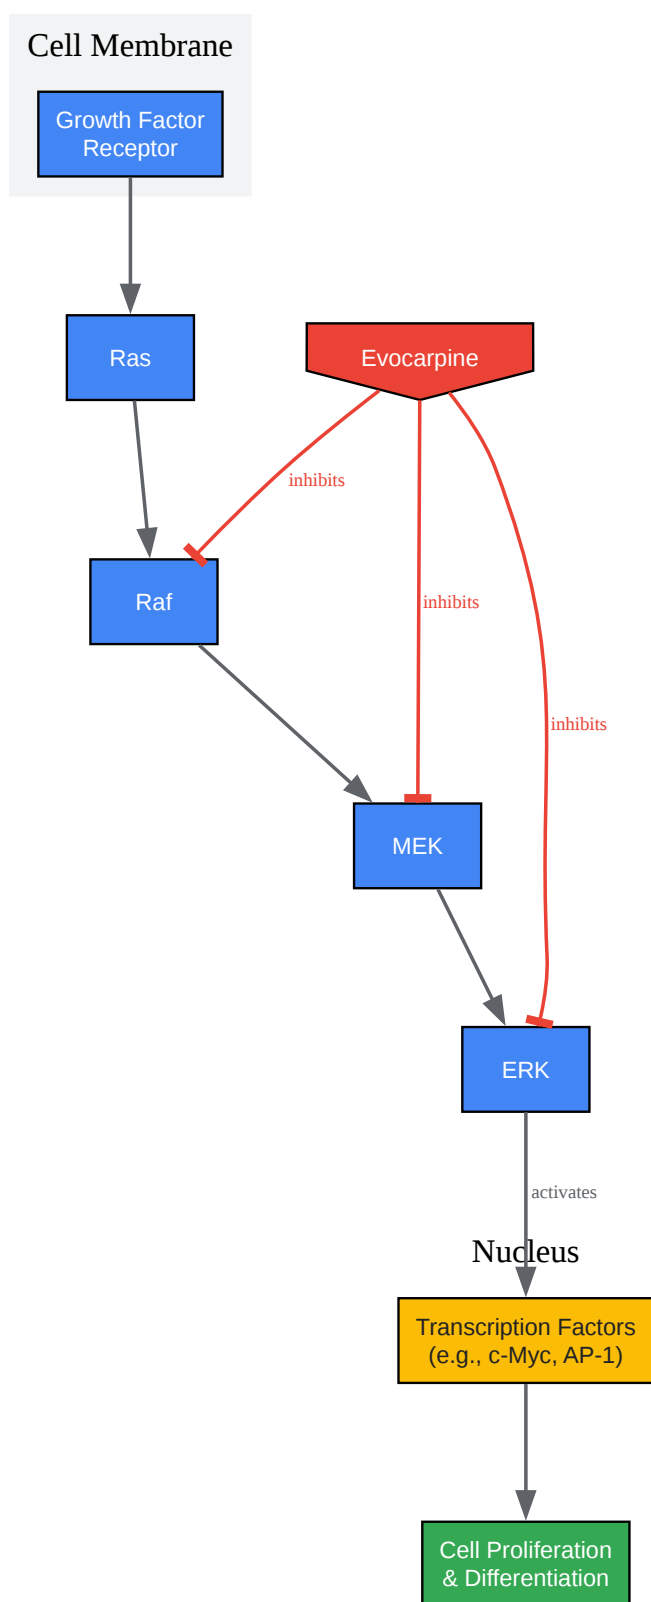 Cell Membrane
Growth Factor
Receptor
Ras
Evocarpine
inhibits
Raf
inhibits
inhibits
MEK
ERK
activates
Nucleus
Transcription Factors
(e.g., c-Myc, AP-1)
Cell Proliferation
& Differentiation